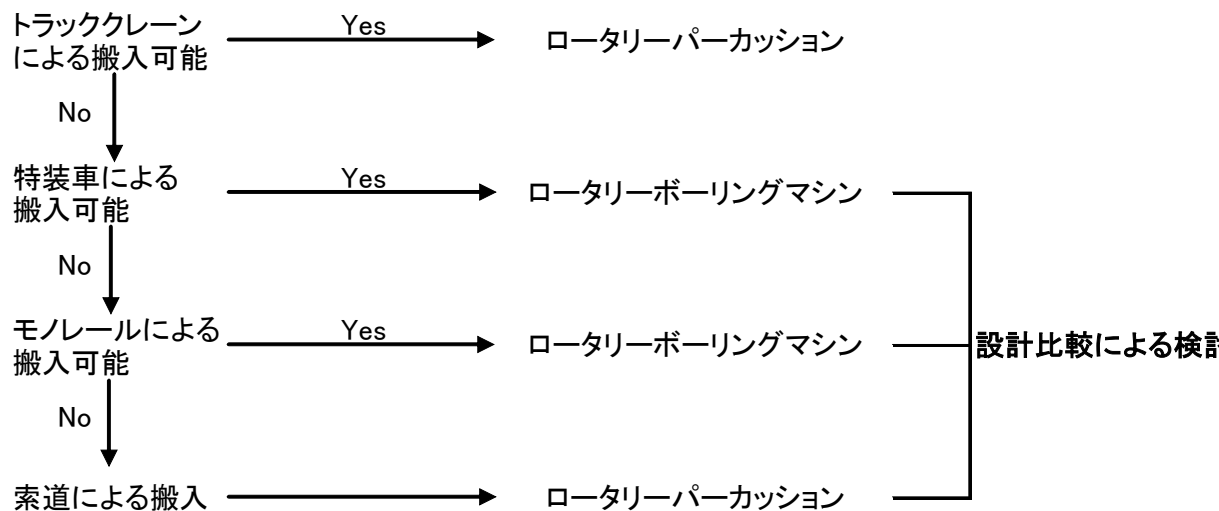 トラッククレーン
による搬入可能
Yes
ロータリーパーカッション
No
特装車による
搬入可能
Yes
ロータリーボーリングマシン
No
モノレールによる
搬入可能
Yes
ロータリーボーリングマシン
設計比較による検討
No
索道による搬入
ロータリーパーカッション